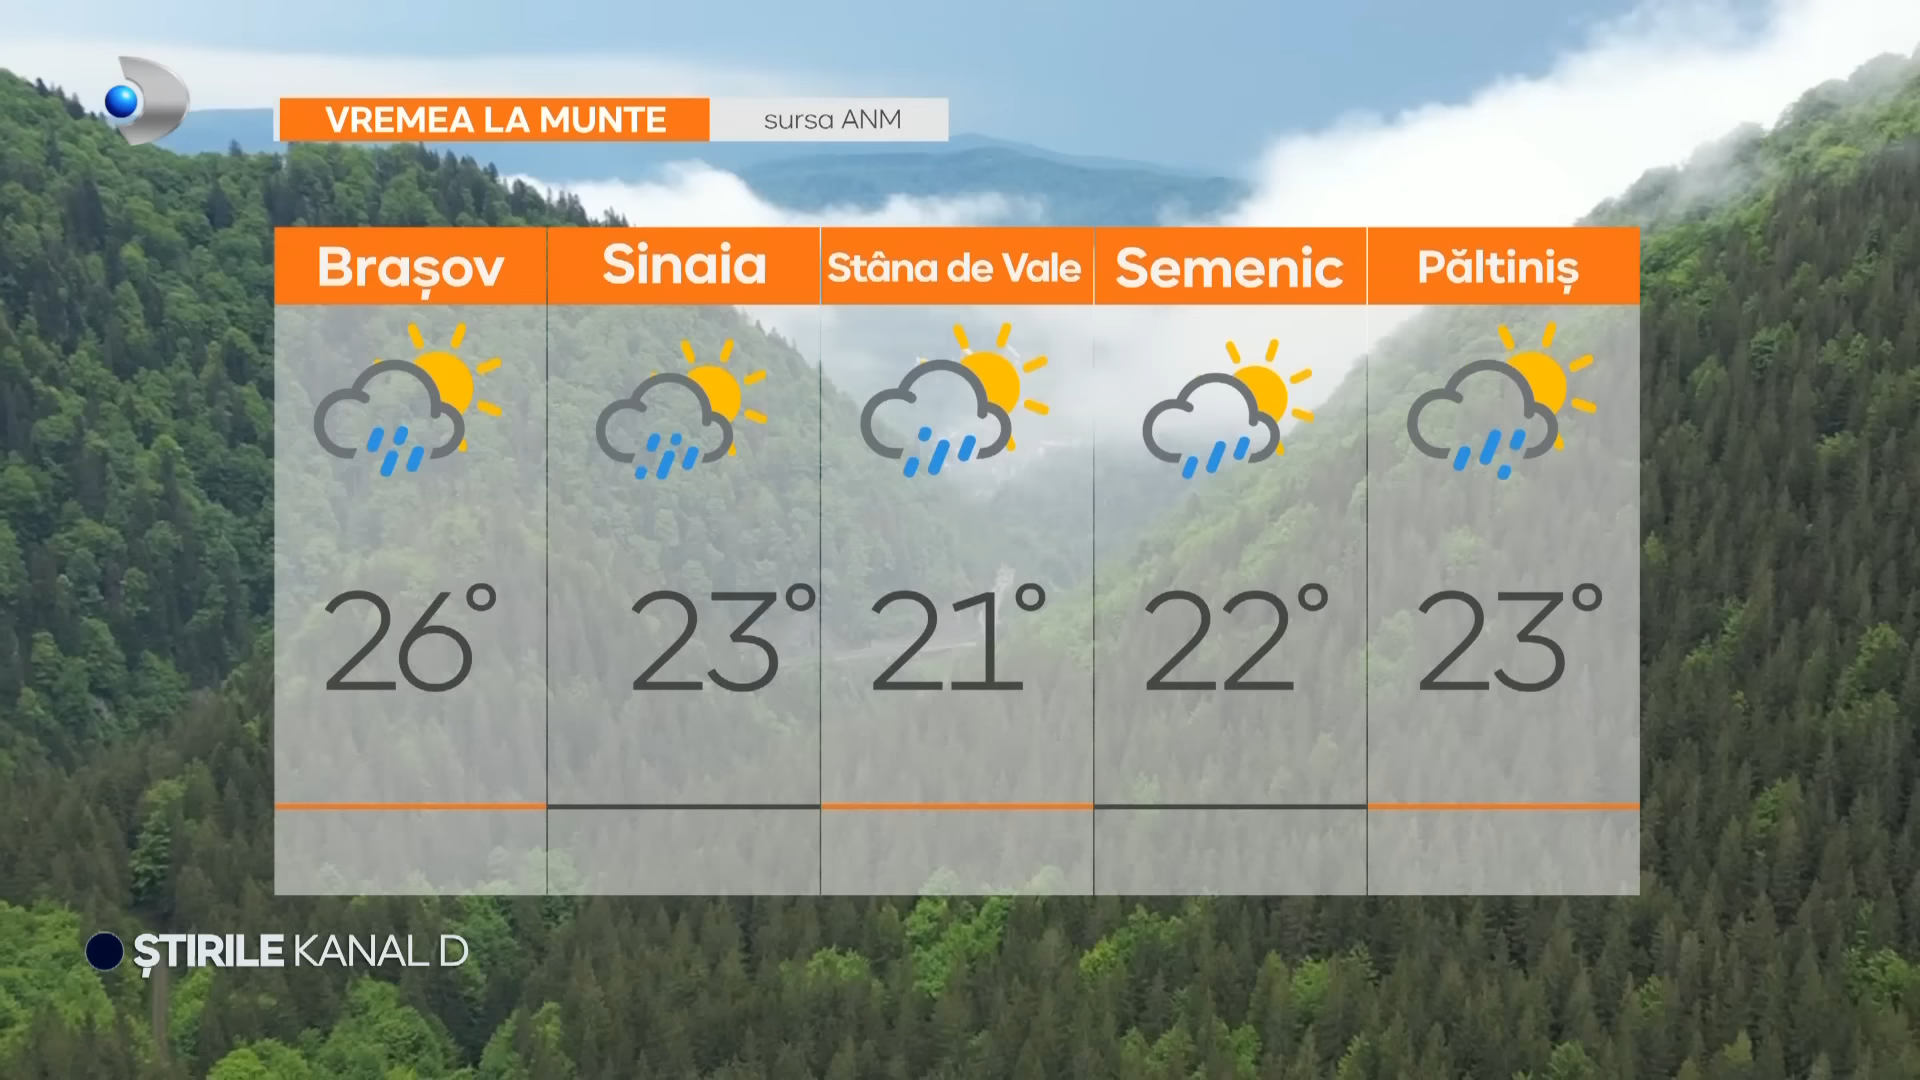 VREMEA LA MUNTE
sursa ANM
Brașov
Sinaia
Stâna de Vale
Semenic
Păltiniș
26°
23°
21°
22°
23°
ȘTIRILE KANAL D